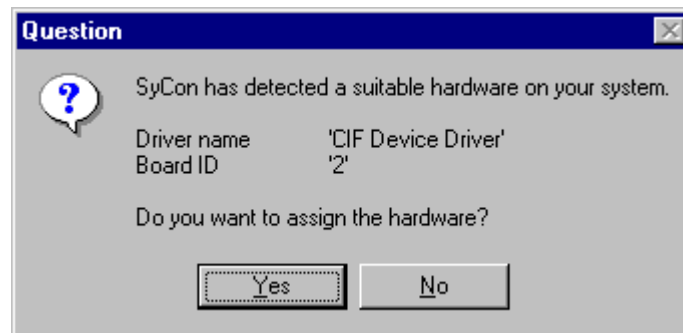 Question
SyCon has detected a suitable hardware on your system.
Driver name 'CIF Device Driver'
Board ID '2'
Do you want to assign the hardware?
Yes No